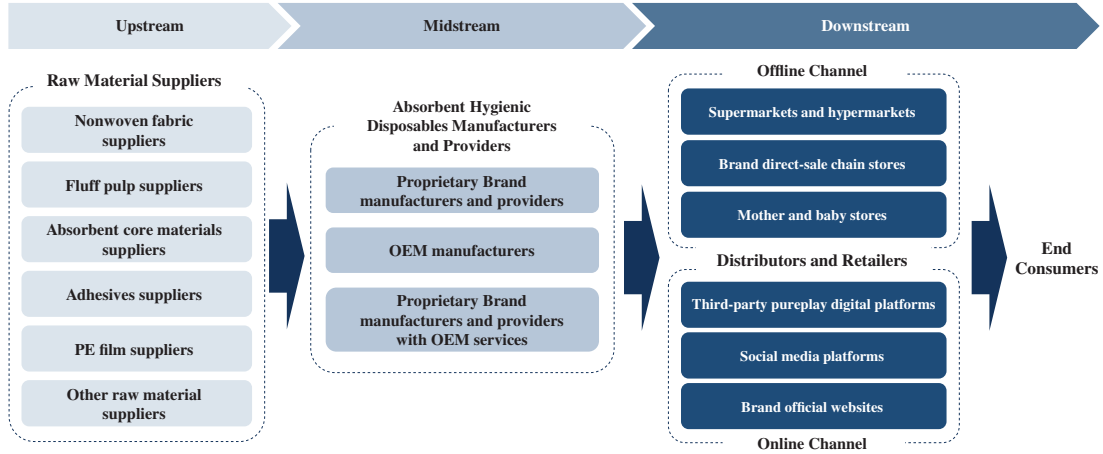 Upstream
Midstream
Downstream
Raw Material Suppliers
Nonwoven fabric
suppliers
Fluff pulp suppliers
Absorbent core materials
suppliers
Adhesives suppliers
PE film suppliers
Other raw material
suppliers
Absorbent Hygienic
Disposables Manufacturers
and Providers
Proprietary Brand
manufacturers and providers
OEM manufacturers
Proprietary Brand
manufacturers and providers
with OEM services
Offline Channel
Supermarkets and hypermarkets
Brand direct-sale chain stores
Mother and baby stores
Distributors and Retailers
Third-party pureplay digital platforms
Social media platforms
Brand official websites
Online Channel
End
Consumers